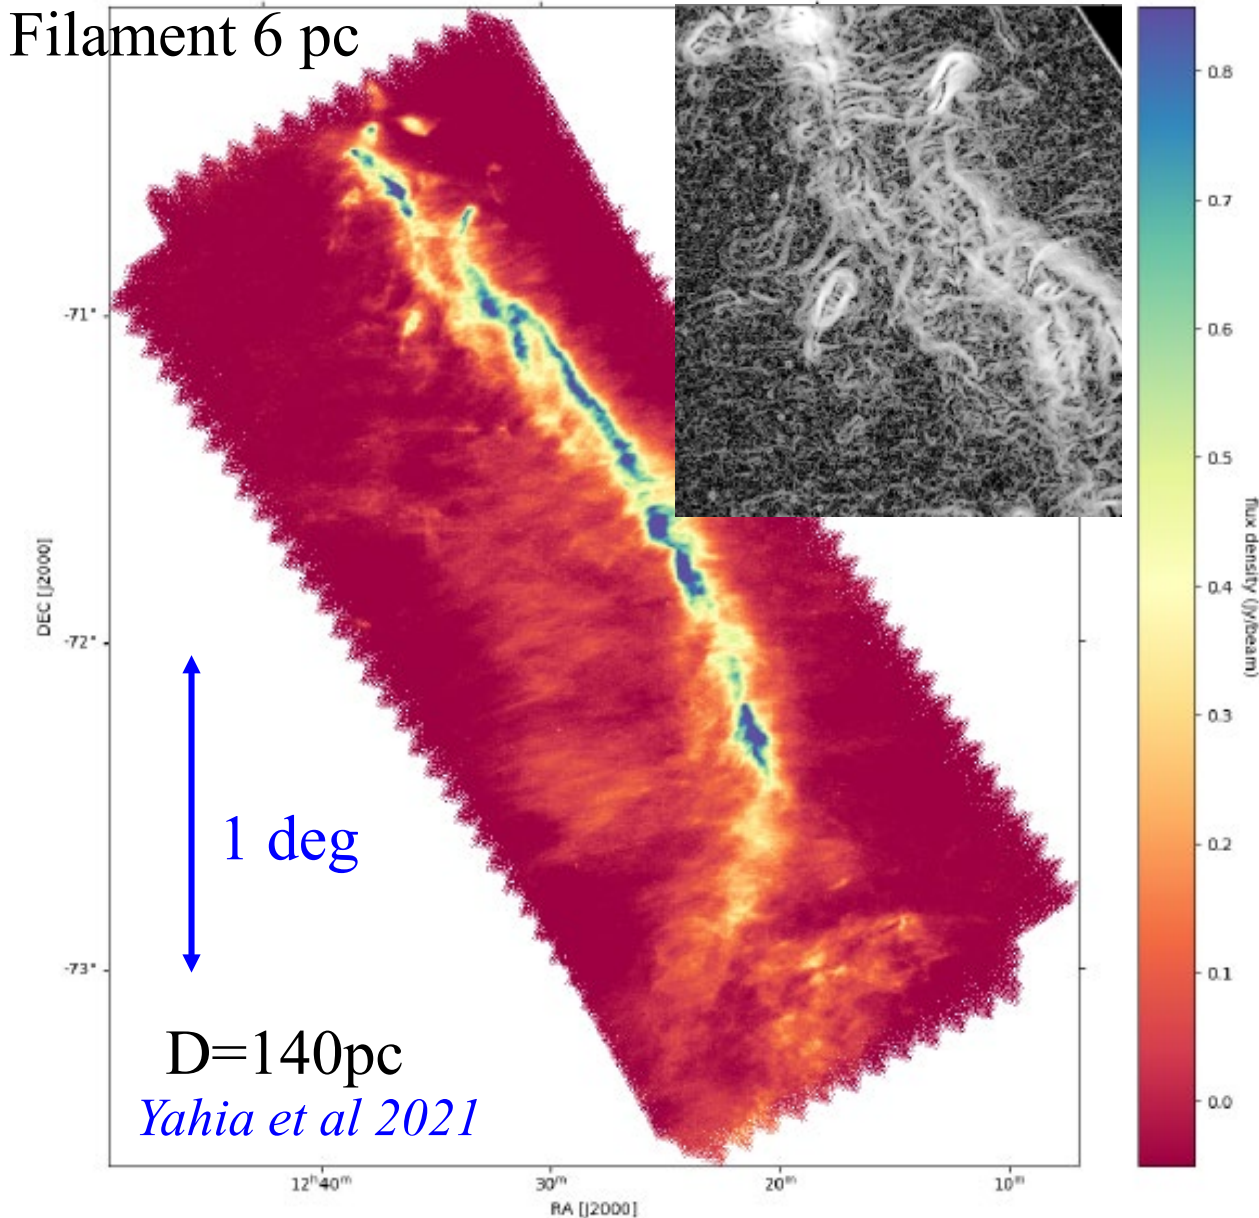 Filament 6 pc
0.8
0.7
0.6
0.5
0.4
0.3
0.2
0.1
0.0
flux density (Jy/beam)
-71°
-72°
-73°
DEC [J2000]
1 deg
D=140pc
Yahia et al 2021
12ʰ40ᵐ 30ᵐ 20ᵐ 10ᵐ
RA [J2000]